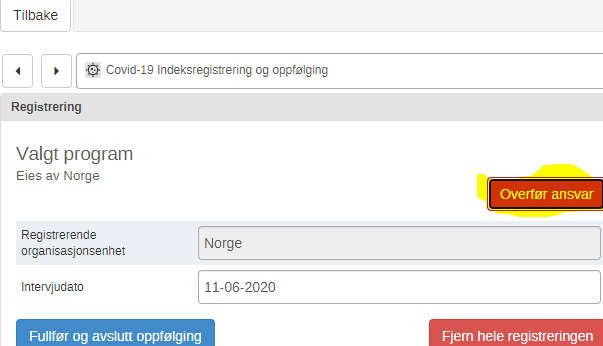 Tilbake
Covid-19 Indeksregistrering og oppfølging
Registrering
Valgt program
Eies av Norge
Overfør ansvar
Registrerende
organisasjonsenhet
Norge
Intervjudato
11-06-2020
Fullfør og avslutt oppfølging
Fjern hele registreringen